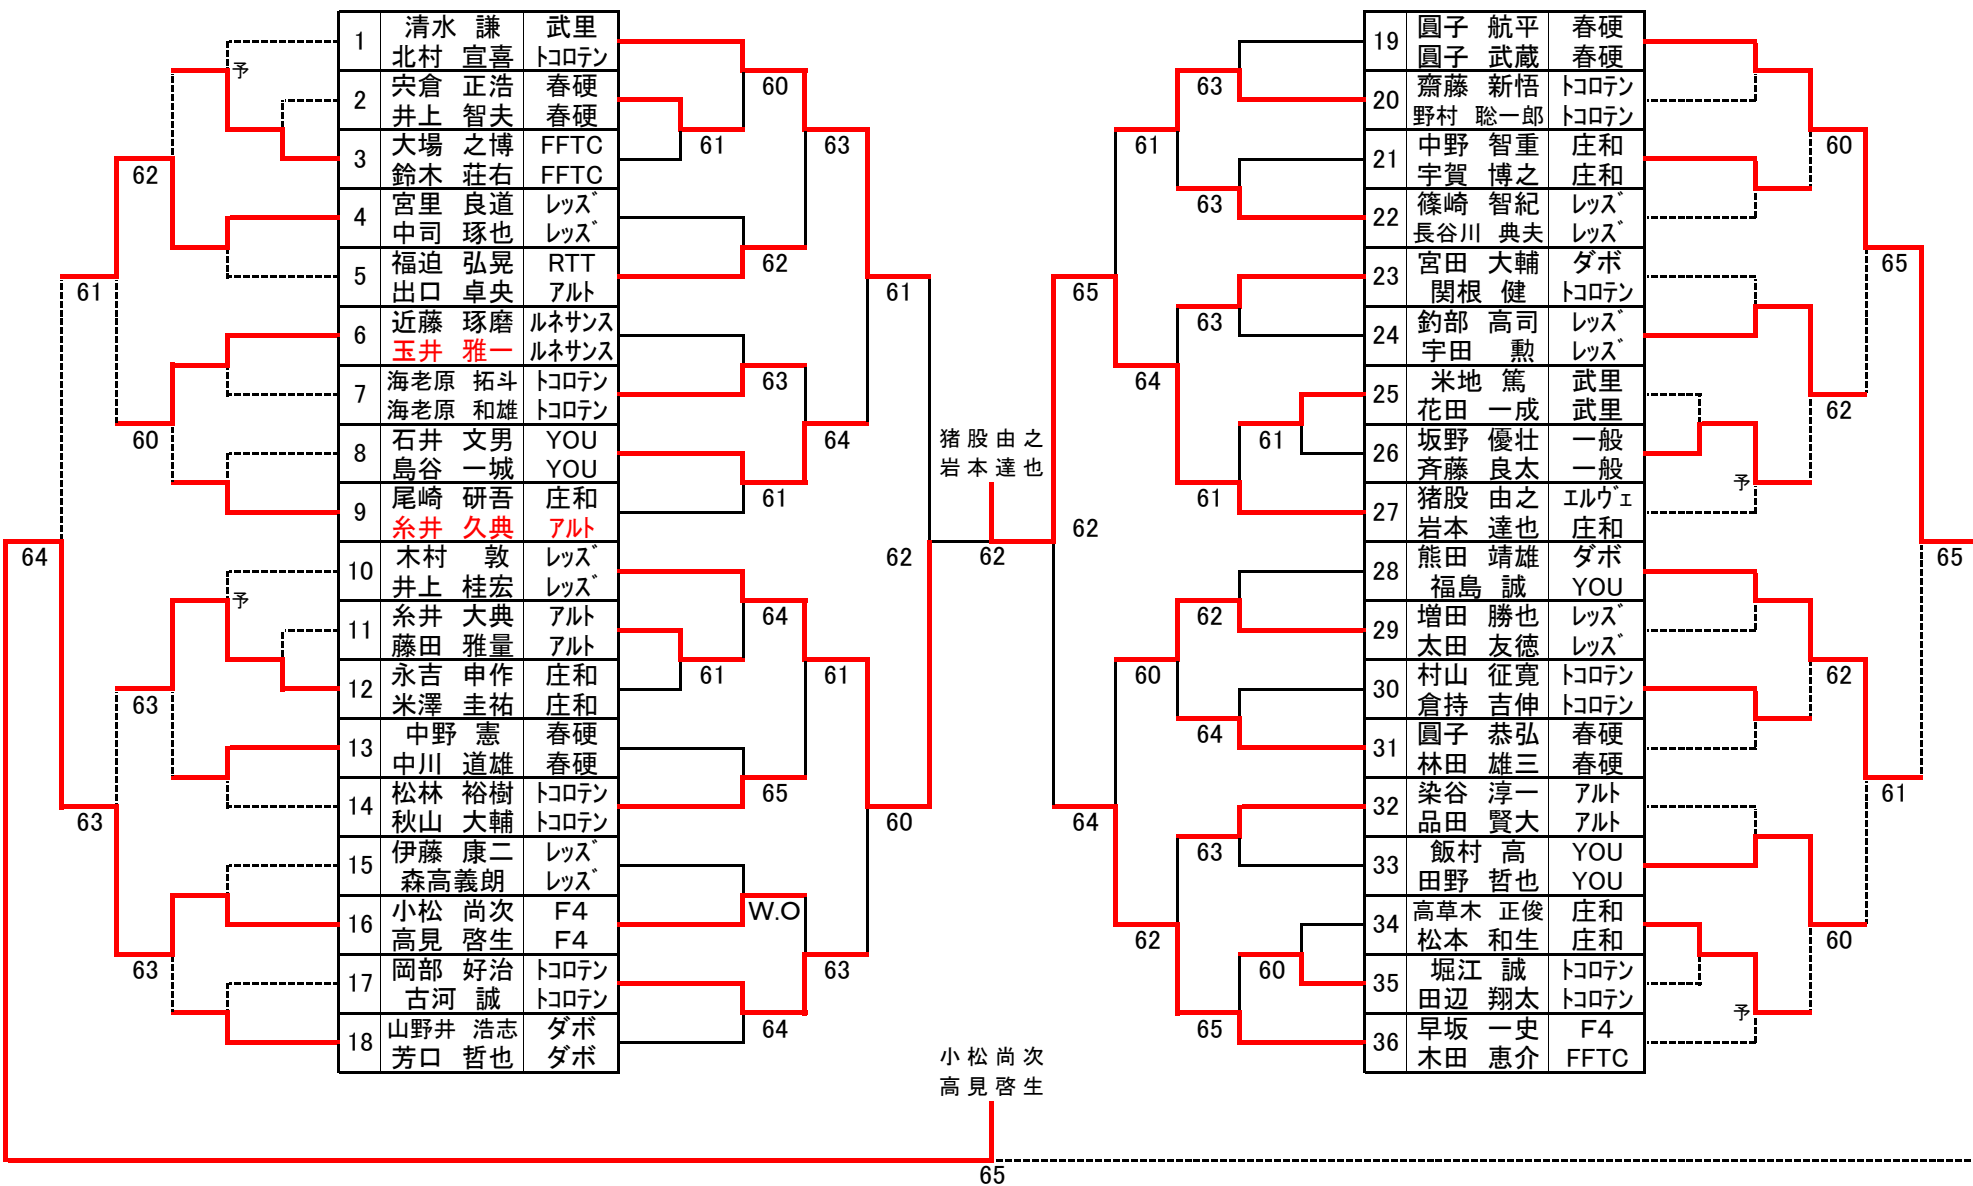 1 清水 謙 武里
北村 宣喜 トコロテン
2 宍倉 正浩 春硬
井上 智夫 春硬
3 大場 之博 FFTC
鈴木 荘右 FFTC
4 宮里 良道 レッズ
中司 琢也 レッズ
5 福迫 弘晃 RTT
出口 卓央 アルト
6 近藤 琢磨 ルネサンス
玉井 雅一 ルネサンス
7 海老原 拓斗 トコロテン
海老原 和雄 トコロテン
8 石井 文男 YOU
島谷 一城 YOU
9 尾崎 研吾 庄和
糸井 久典 アルト
10 木村 敦 レッズ
井上 桂宏 レッズ
11 糸井 大典 アルト
藤田 雅量 アルト
12 永吉 申作 庄和
米澤 圭祐 庄和
13 中野 憲 春硬
中川 道雄 春硬
14 松林 裕樹 トコロテン
秋山 大輔 トコロテン
15 伊藤 康二 レッズ
森高義朗 レッズ
16 小松 尚次 F4
高見 啓生 F4
17 岡部 好治 トコロテン
古河 誠 トコロテン
18 山野井 浩志 ダボ
芳口 哲也 ダボ
予
62
61
60
64
予
63
63
63
60
61
63
62
61
63
64
61
62
64
61
61
65
60
W.O
63
64
猪股由之
岩本達也
62
小松尚次
高見啓生
65
19 圓子 航平 春硬
圓子 武蔵 春硬
20 齋藤 新悟 トコロテン
野村 聡一郎 トコロテン
21 中野 智重 庄和
宇賀 博之 庄和
22 篠崎 智紀 レッズ
長谷川 典夫 レッズ
23 宮田 大輔 ダボ
関根 健 トコロテン
24 釣部 高司 レッズ
宇田 勲 レッズ
25 米地 篤 武里
花田 一成 武里
26 坂野 優壮 一般
斉藤 良太 一般
27 猪股 由之 エルヴェ
岩本 達也 庄和
28 熊田 靖雄 ダボ
福島 誠 YOU
29 増田 勝也 レッズ
太田 友徳 レッズ
30 村山 征寛 トコロテン
倉持 吉伸 トコロテン
31 圓子 恭弘 春硬
林田 雄三 春硬
32 染谷 淳一 アルト
品田 賢大 アルト
33 飯村 高 YOU
田野 哲也 YOU
34 高草木 正俊 庄和
松本 和生 庄和
35 堀江 誠 トコロテン
田辺 翔太 トコロテン
36 早坂 一史 F4
木田 恵介 FFTC
63
61
63
65
63
64
61
61
62
62
60
64
64
63
62
60
65
60
65
62
予
65
62
61
60
予